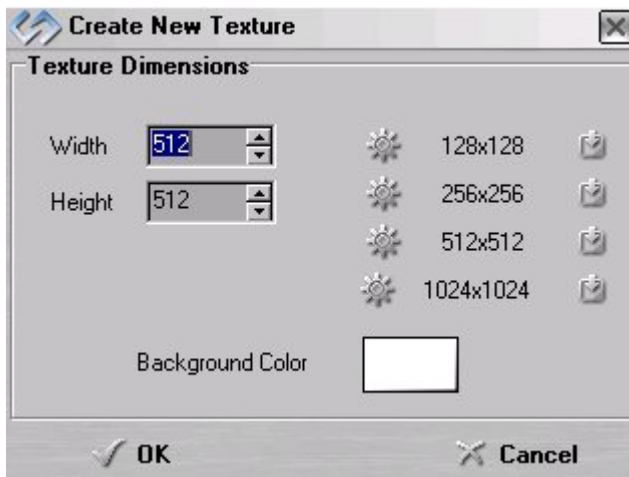 Create New Texture
Texture Dimensions
Width 512
Height 512
128x128
256x256
512x512
1024x1024
Background Color
OK Cancel